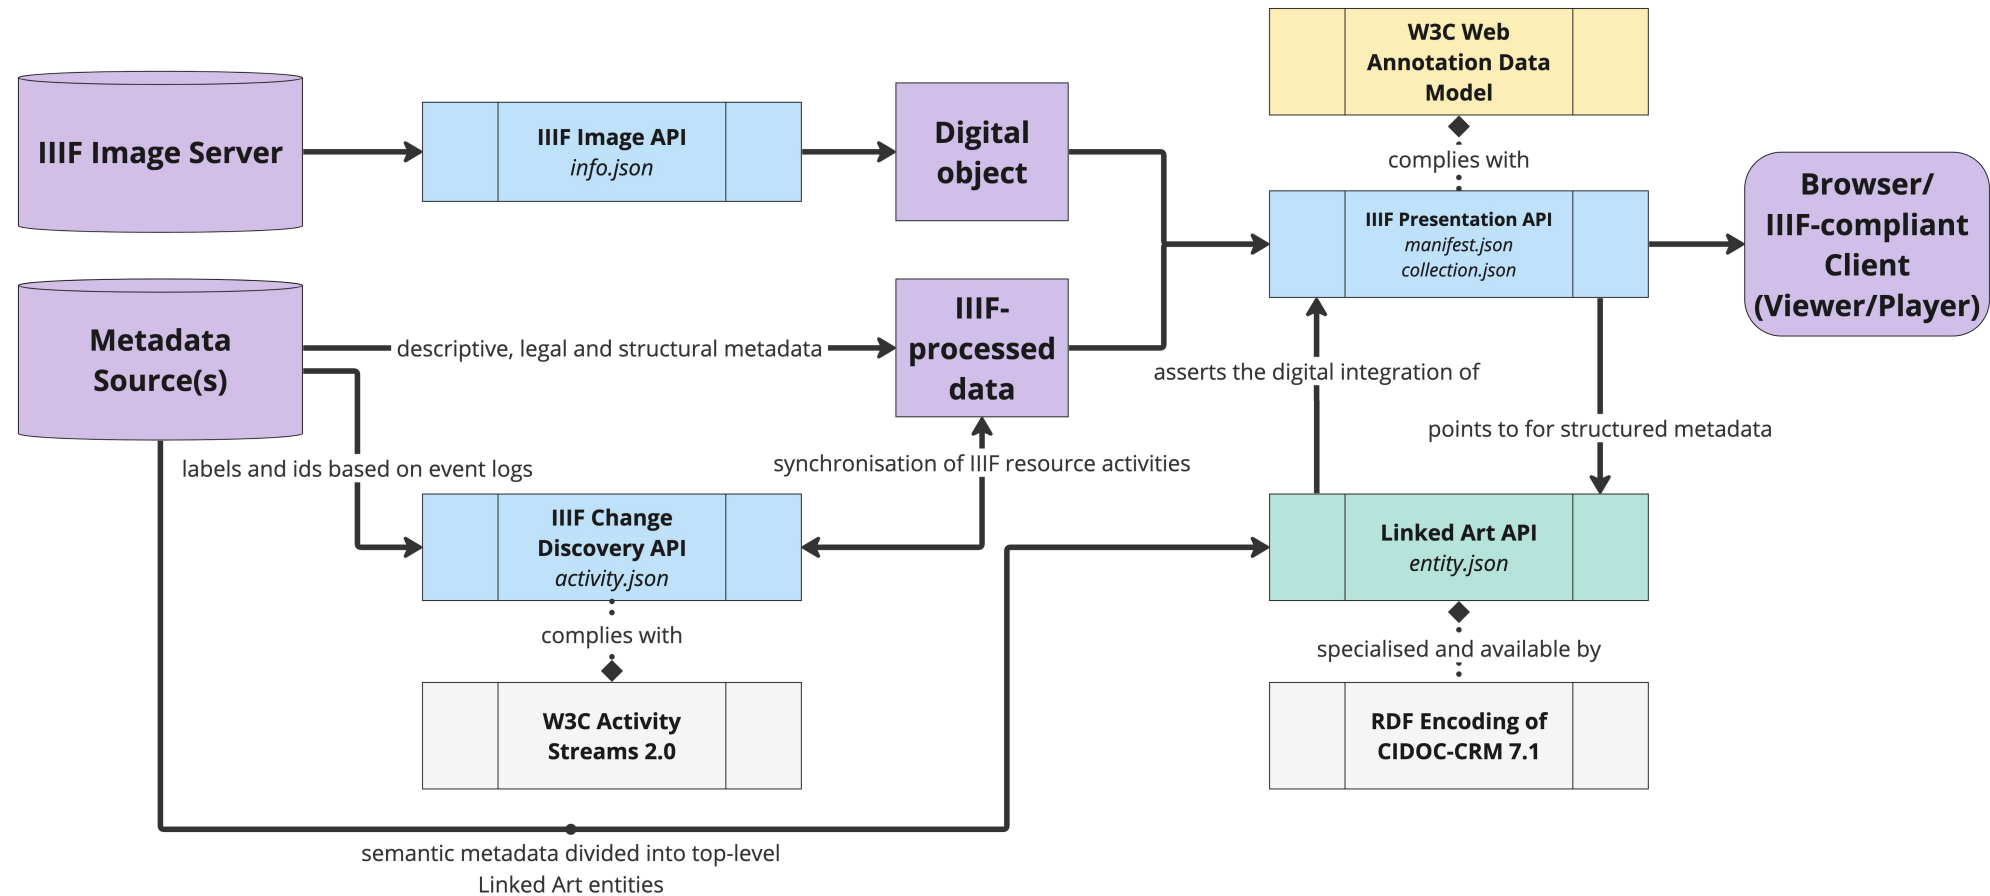 W3C Web
Annotation Data
Model
IIIF Image Server
IIIF Image API
info.json
Digital
object
complies with
Browser/
IIIF-compliant
Client
(Viewer/Player)
IIIF Presentation API
manifest.json
collection.json
Metadata
Source(s)
descriptive, legal and structural metadata
IIIF-
processed
data
asserts the digital integration of
points to for structured metadata
labels and ids based on event logs
synchronisation of IIIF resource activities
IIIF Change
Discovery API
activity.json
Linked Art API
entity.json
complies with
specialised and available by
W3C Activity
Streams 2.0
RDF Encoding of
CIDOC-CRM 7.1
semantic metadata divided into top-level
Linked Art entities